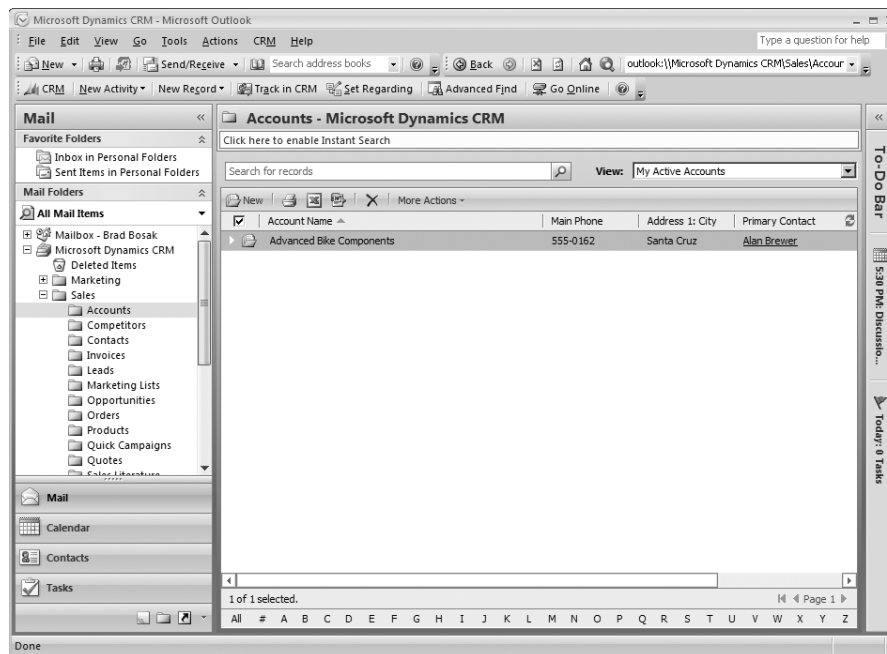 Microsoft Dynamics CRM - Microsoft Outlook
File Edit View Go Tools Actions CRM Help
Type a question for help
New Send/Receive Search address books Back outlook:\\Microsoft Dynamics CRM\Sales\Accour
CRM New Activity New Record Track in CRM Set Regarding Advanced Find Go Online
Mail
Favorite Folders
Inbox in Personal Folders
Sent Items in Personal Folders
Mail Folders
All Mail Items
Mailbox - Brad Bosak
Microsoft Dynamics CRM
Deleted Items
Marketing
Sales
Accounts
Competitors
Contacts
Invoices
Leads
Marketing Lists
Opportunities
Orders
Products
Quick Campaigns
Quotes
Sales Literature
Mail
Calendar
Contacts
Tasks
Accounts - Microsoft Dynamics CRM
Click here to enable Instant Search
Search for records
View: My Active Accounts
New More Actions
Account Name Main Phone Address 1: City Primary Contact
Advanced Bike Components 555-0162 Santa Cruz Alan Brewer
1 of 1 selected.
Page 1
All # A B C D E F G H I J K L M N O P Q R S T U V W X Y Z
To-Do Bar
5:30 PM: Discussio...
Today: 0 Tasks
Done